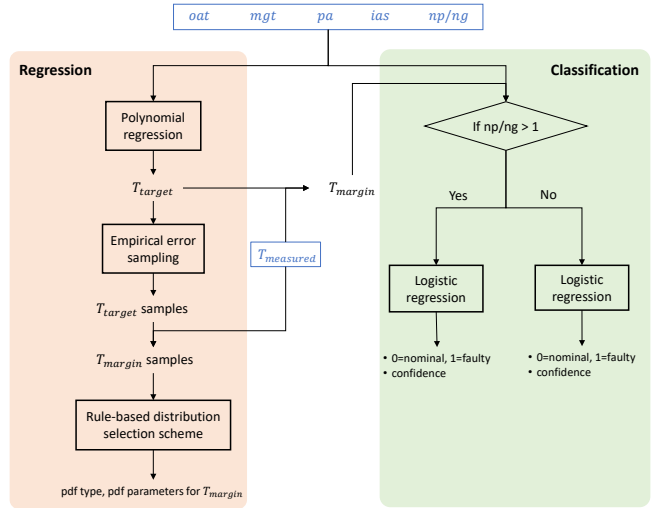 oat mgt pa ias np/ng
Regression
Polynomial
regression
T_target
Empirical error
sampling
T_target samples
T_margin samples
Rule-based distribution
selection scheme
pdf type, pdf parameters for T_margin
T_measured
T_margin
Classification
If np/ng > 1
Yes
No
Logistic
regression
• 0=nominal, 1=faulty
• confidence
Logistic
regression
• 0=nominal, 1=faulty
• confidence